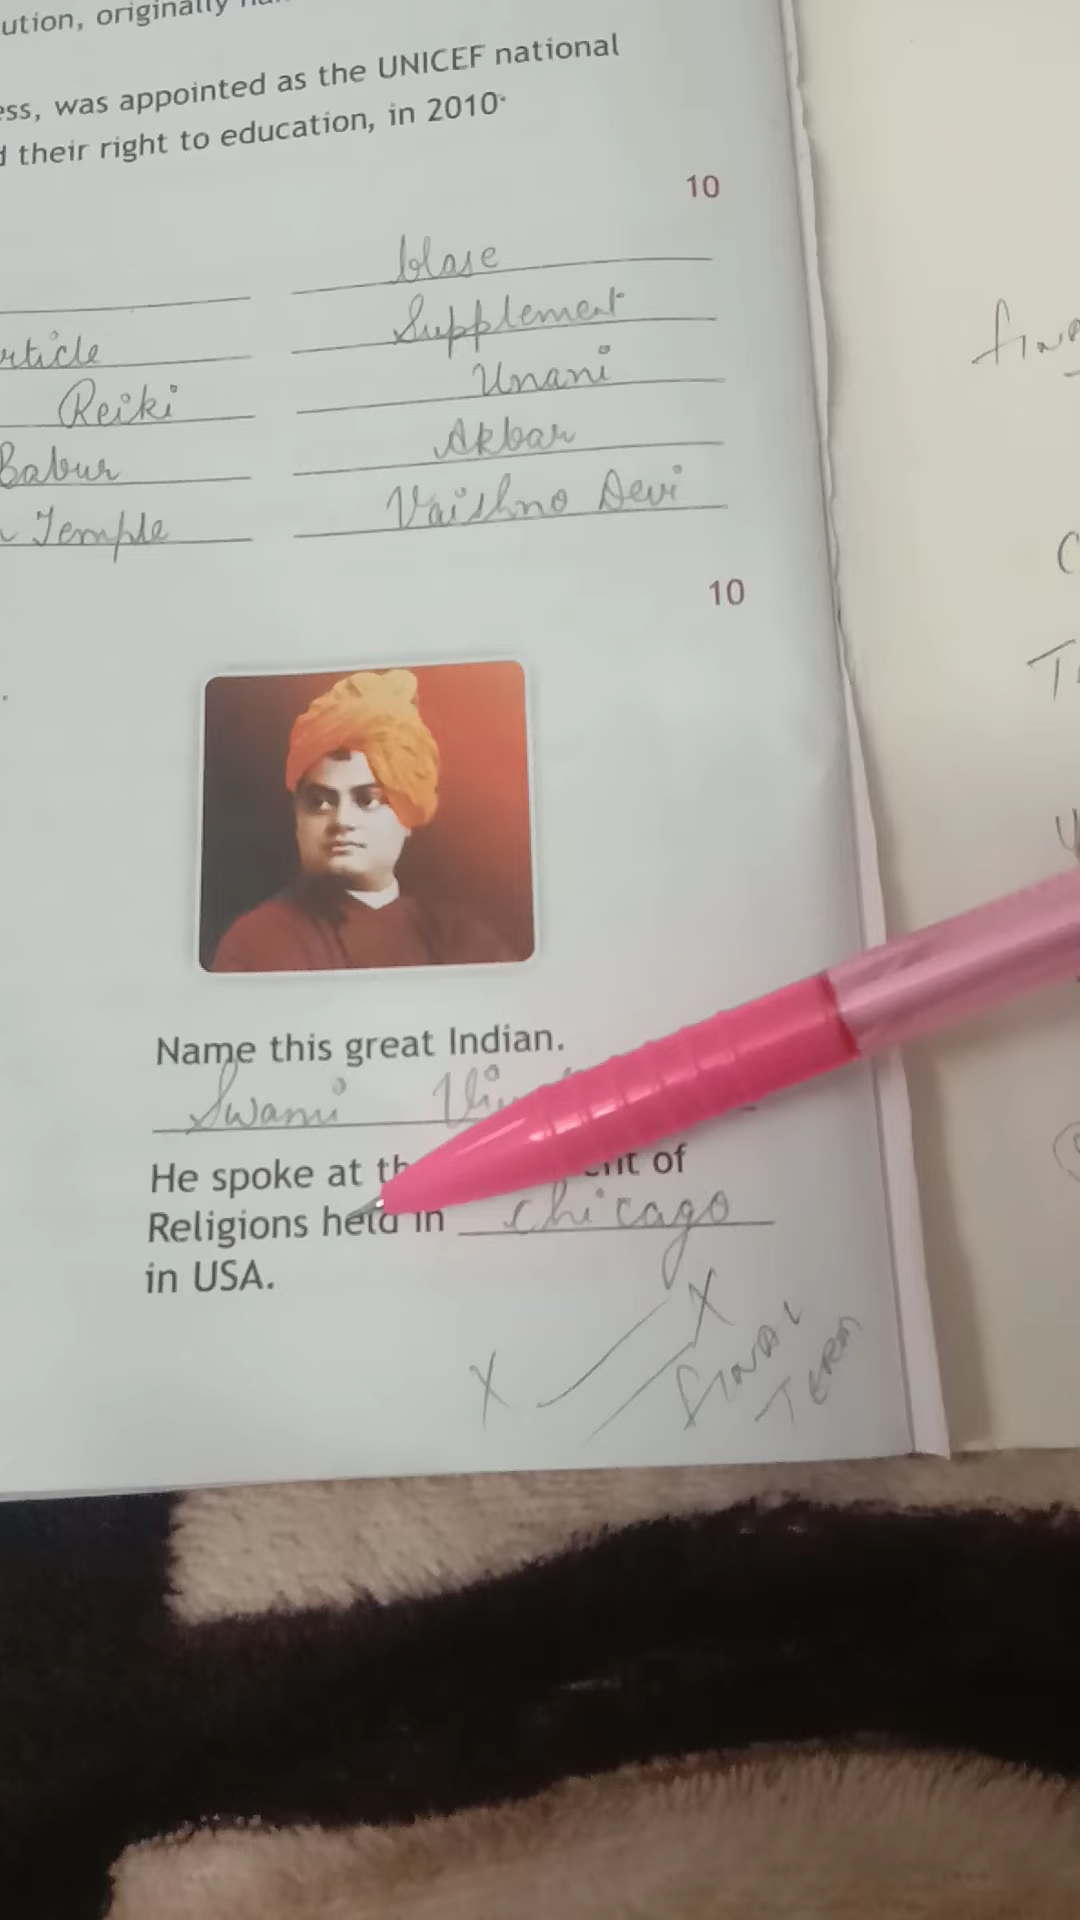 ution, originally
ess, was appointed as the UNICEF national
d their right to education, in 2010.
10
blase
rticle Supplement
Reiki Unani
Babur Akbar
Temple Vaishno Devi
10
Name this great Indian.
Swami
He spoke at of
Religions held in chicago
in USA.
X X
FINAL
TERM